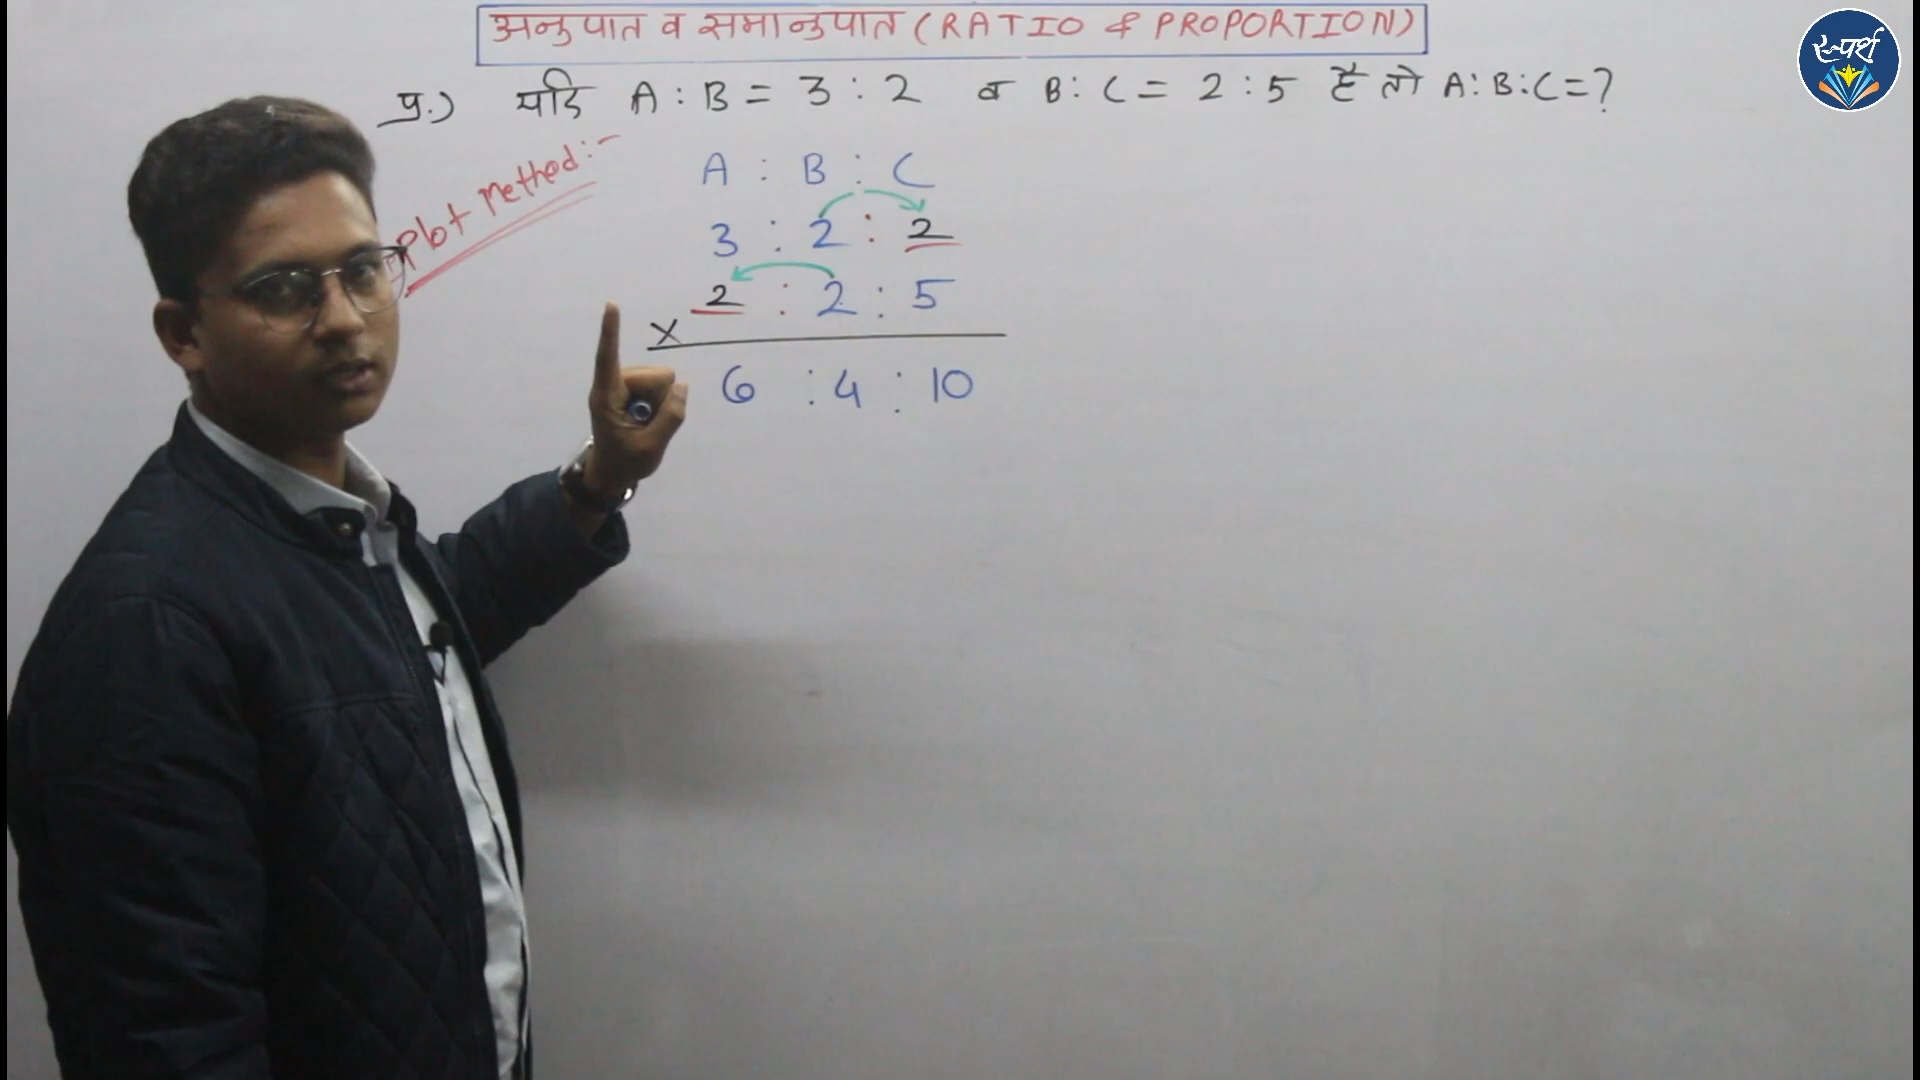 अनुपात व समानुपात (RATIO & PROPORTION)
स्पर्श
प्र.) यदि A : B = 3 : 2 व B : C = 2 : 5 है तो A : B : C = ?
Plot Method:-
A : B : C
3 : 2 : 2
2 : 2 : 5
×
6 : 4 : 10